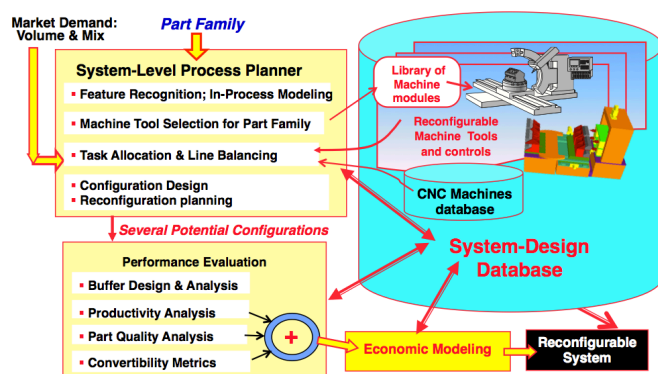 Market Demand:
Volume & Mix
Part Family
System-Level Process Planner
▪ Feature Recognition; In-Process Modeling
▪ Machine Tool Selection for Part Family
▪ Task Allocation & Line Balancing
▪ Configuration Design
▪ Reconfiguration planning
Library of
Machine
modules
Reconfigurable
Machine Tools
and controls
CNC Machines
database
System-Design
Database
Several Potential Configurations
Performance Evaluation
▪ Buffer Design & Analysis
▪ Productivity Analysis
▪ Part Quality Analysis
▪ Convertibility Metrics
+
Economic Modeling
Reconfigurable
System